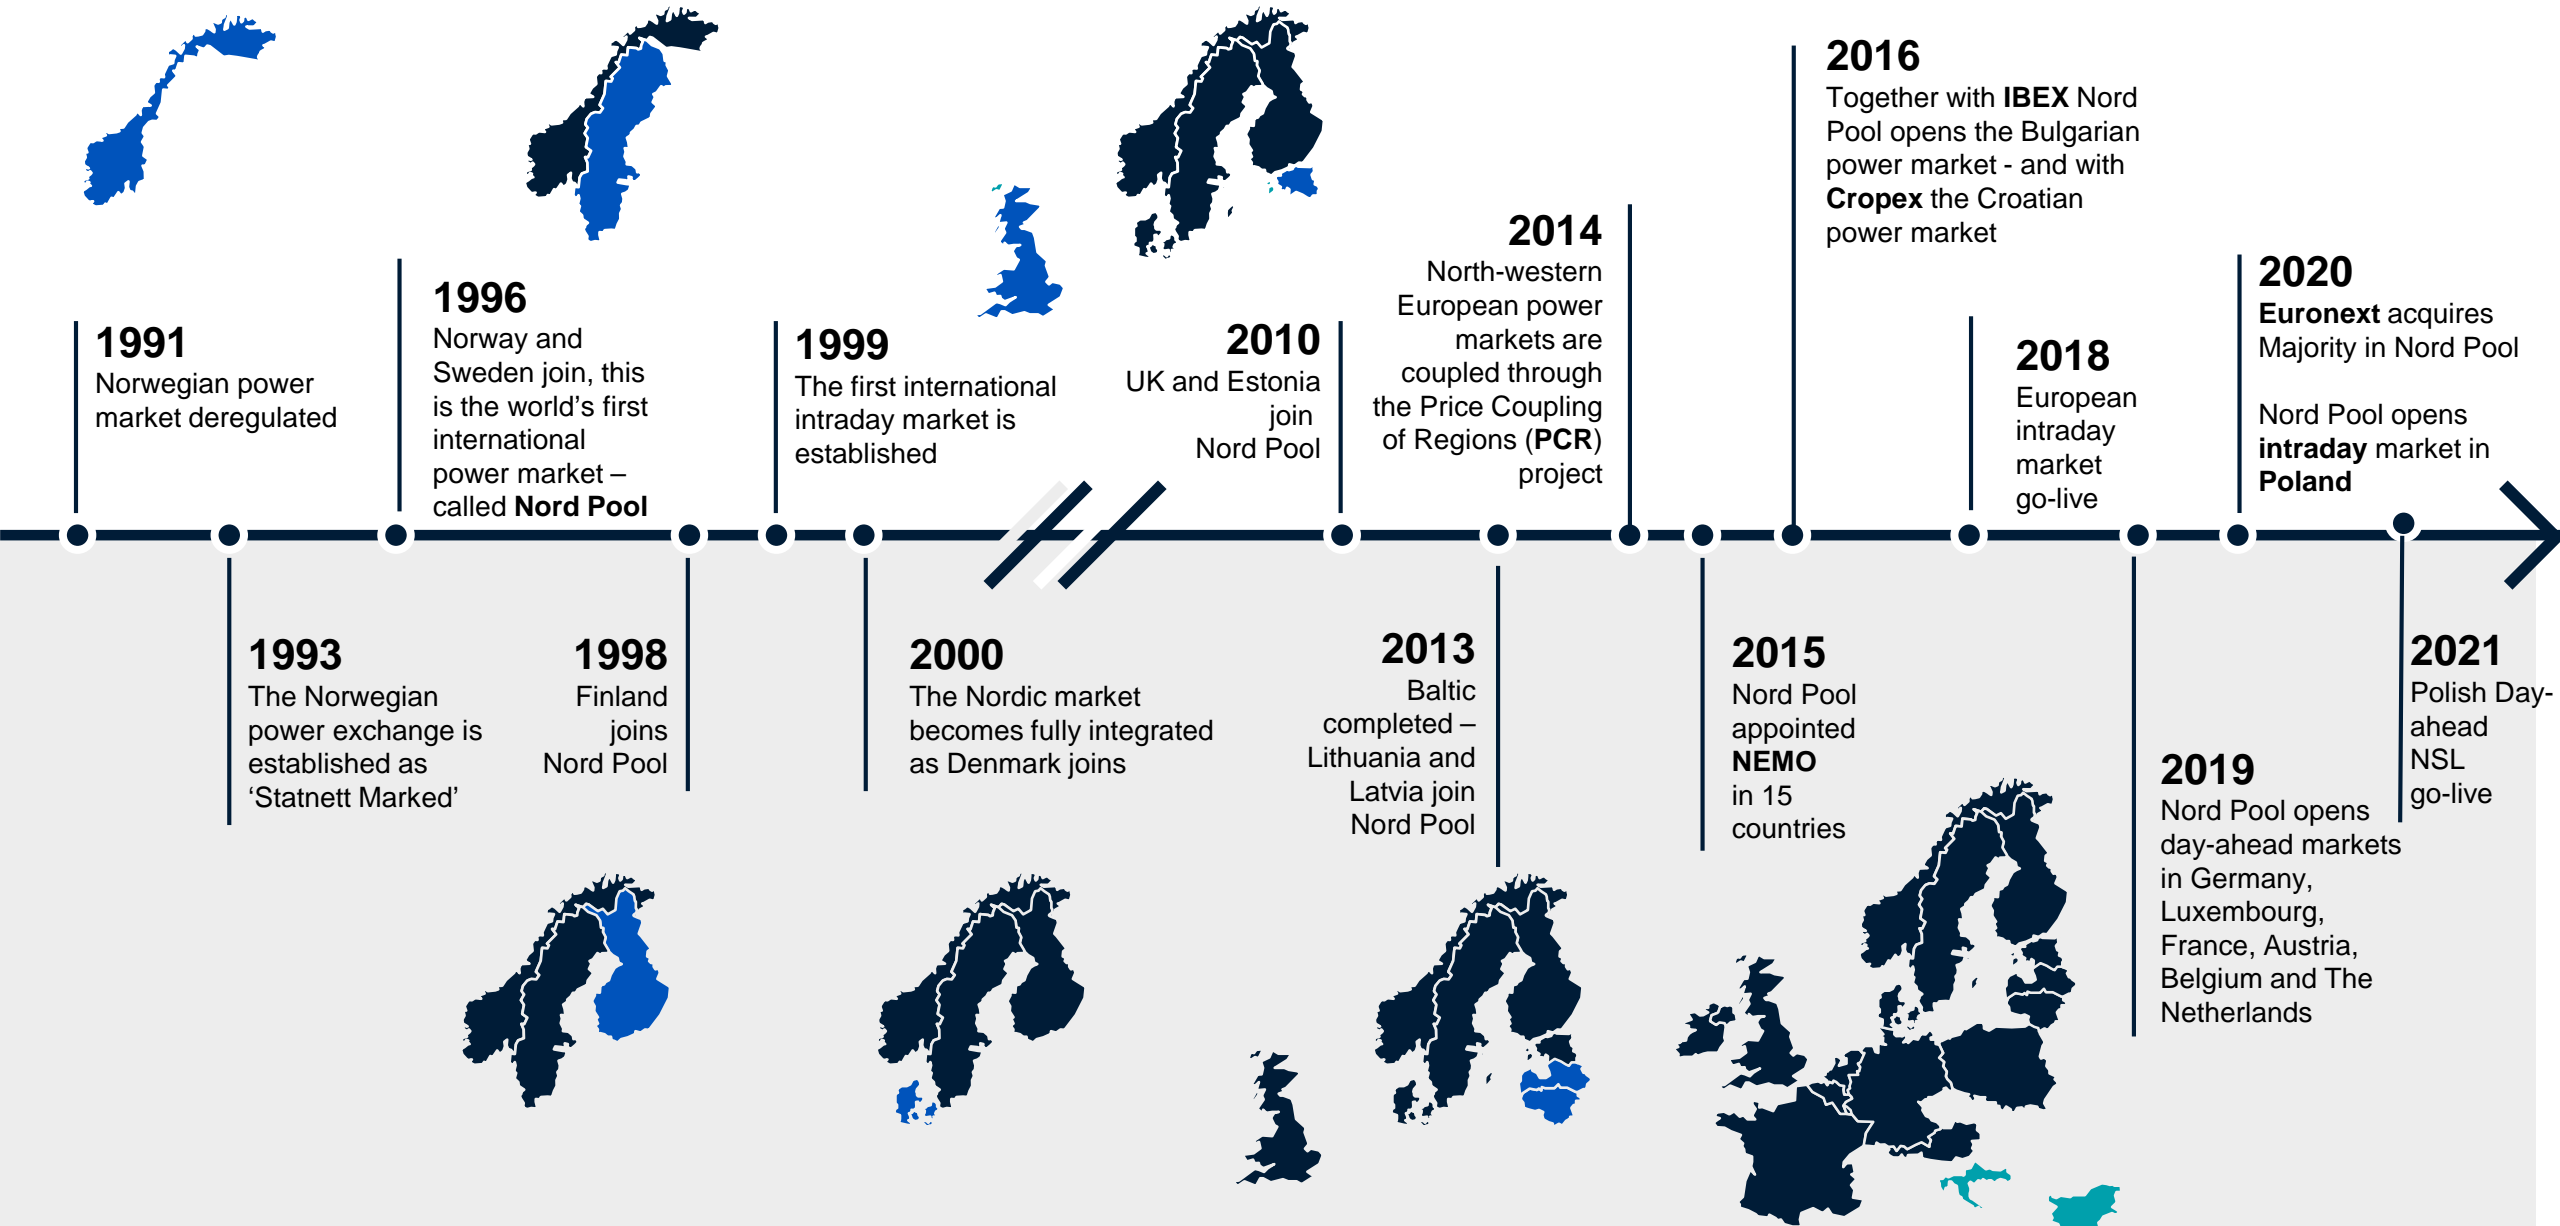 1991
Norwegian power
market deregulated
1993
The Norwegian
power exchange is
established as
‘Statnett Marked’
1996
Norway and
Sweden join, this
is the world’s first
international
power market –
called Nord Pool
1998
Finland
joins
Nord Pool
1999
The first international
intraday market is
established
2000
The Nordic market
becomes fully integrated
as Denmark joins
2010
UK and Estonia
join
Nord Pool
2013
Baltic
completed –
Lithuania and
Latvia join
Nord Pool
2014
North-western
European power
markets are
coupled through
the Price Coupling
of Regions (PCR)
project
2015
Nord Pool
appointed
NEMO
in 15
countries
2016
Together with IBEX Nord
Pool opens the Bulgarian
power market - and with
Cropex the Croatian
power market
2018
European
intraday
market
go-live
2019
Nord Pool opens
day-ahead markets
in Germany,
Luxembourg,
France, Austria,
Belgium and The
Netherlands
2020
Euronext acquires
Majority in Nord Pool
Nord Pool opens
intraday market in
Poland
2021
Polish Day-
ahead
NSL
go-live